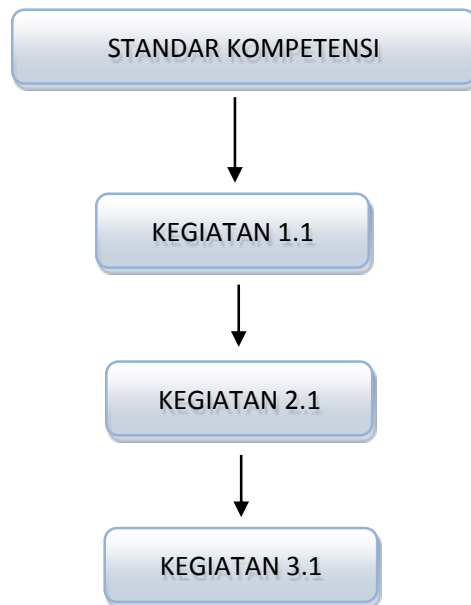 STANDAR KOMPETENSI
KEGIATAN 1.1
KEGIATAN 2.1
KEGIATAN 3.1